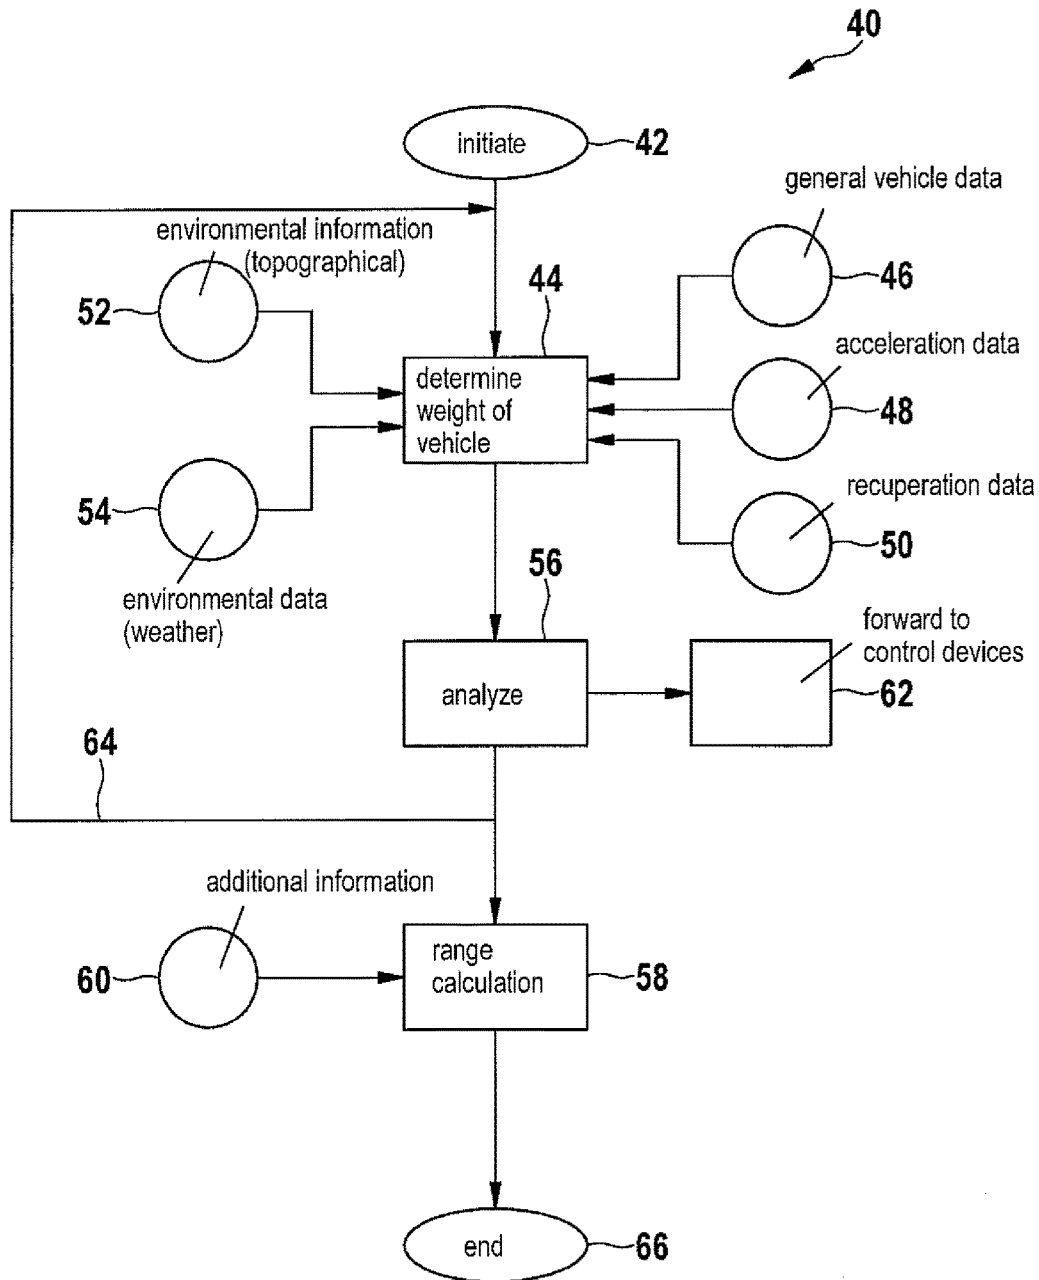 40
initiate
42
general vehicle data
environmental information
(topographical)
44
46
52
acceleration data
determine
weight of
vehicle
48
54
recuperation data
50
56
environmental data
(weather)
forward to
control devices
analyze
62
64
additional information
range
calculation
60
58
end
66